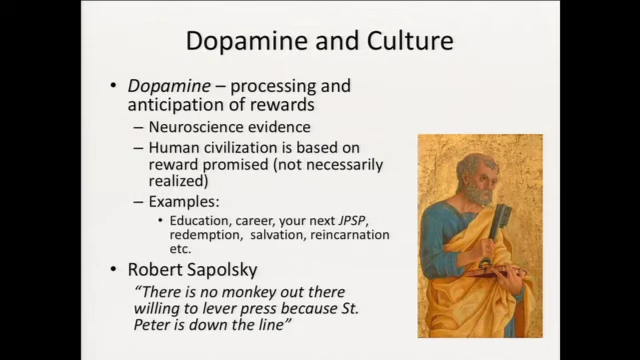 Dopamine and Culture
• Dopamine – processing and
anticipation of rewards
– Neuroscience evidence
– Human civilization is based on
reward promised (not necessarily
realized)
– Examples:
• Education, career, your next JPSP,
redemption, salvation, reincarnation
etc.
• Robert Sapolsky
“There is no monkey out there
willing to lever press because St.
Peter is down the line”